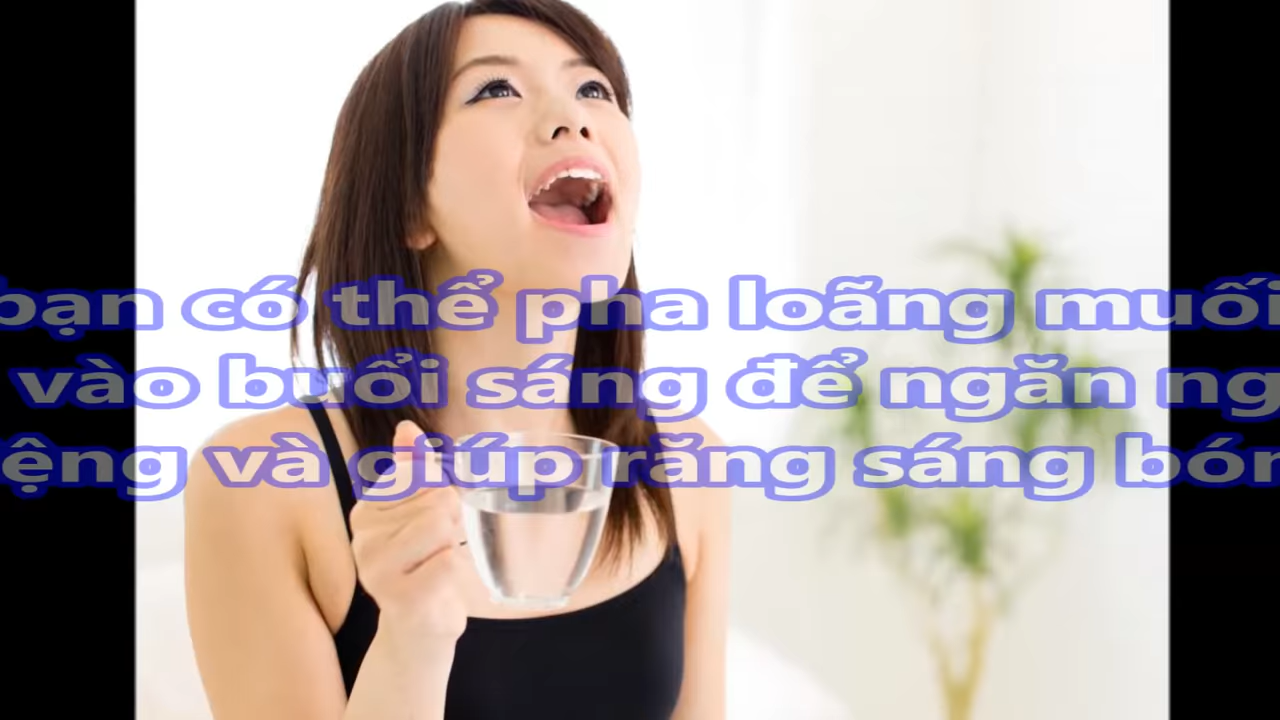 bạn có thể pha loãng muối
vào buổi sáng để ngăn
và giúp răng sáng